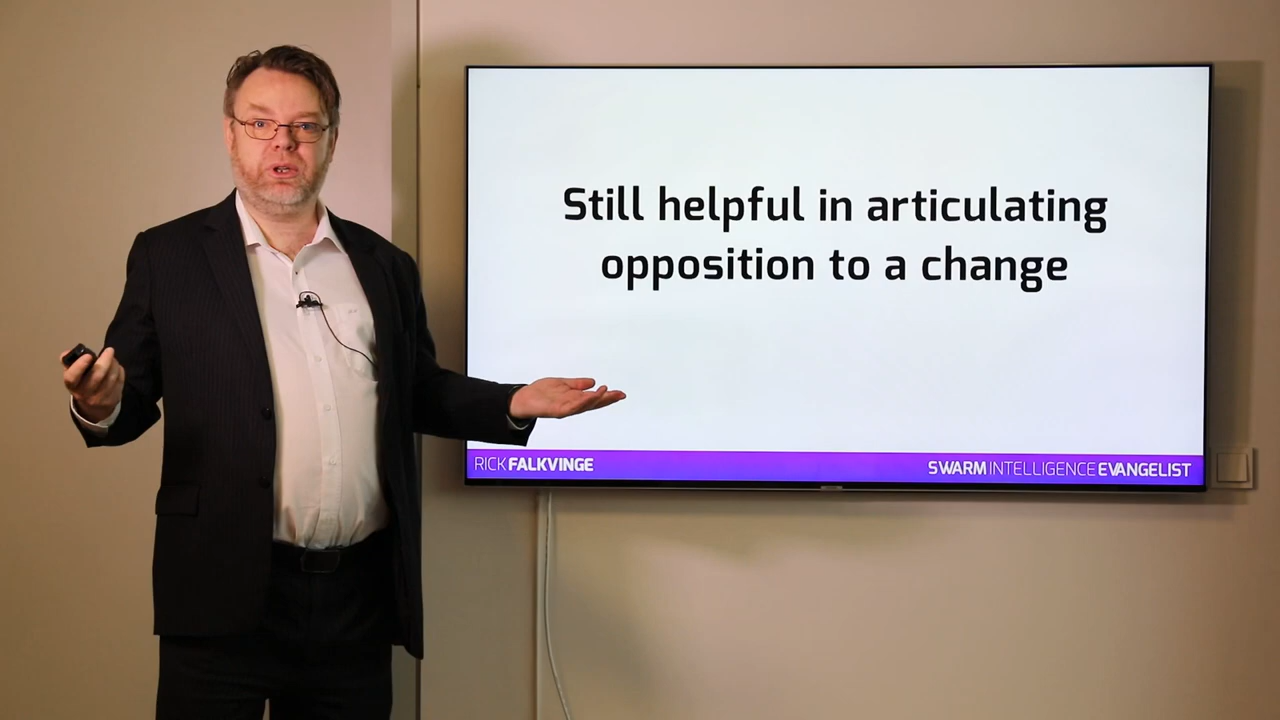 Still helpful in articulating
opposition to a change
RICKFALKVINGE
SWARMINTELLIGENCEEVANGELIST